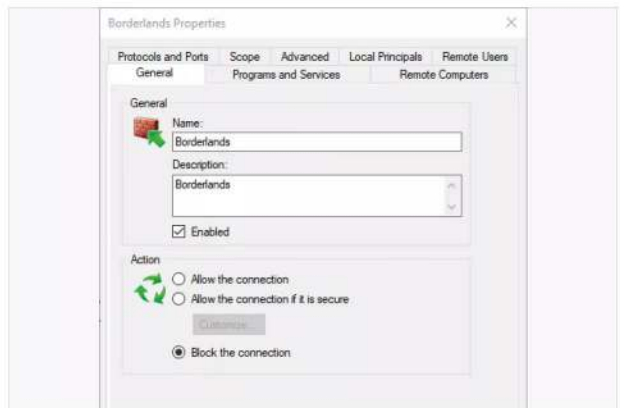 Borderlands Properties
Protocols and Ports Scope Advanced Local Principals Remote Users
General Programs and Services Remote Computers
General
Name:
Borderlands
Description:
Borderlands
Enabled
Action
Allow the connection
Allow the connection if it is secure
Customize...
Block the connection